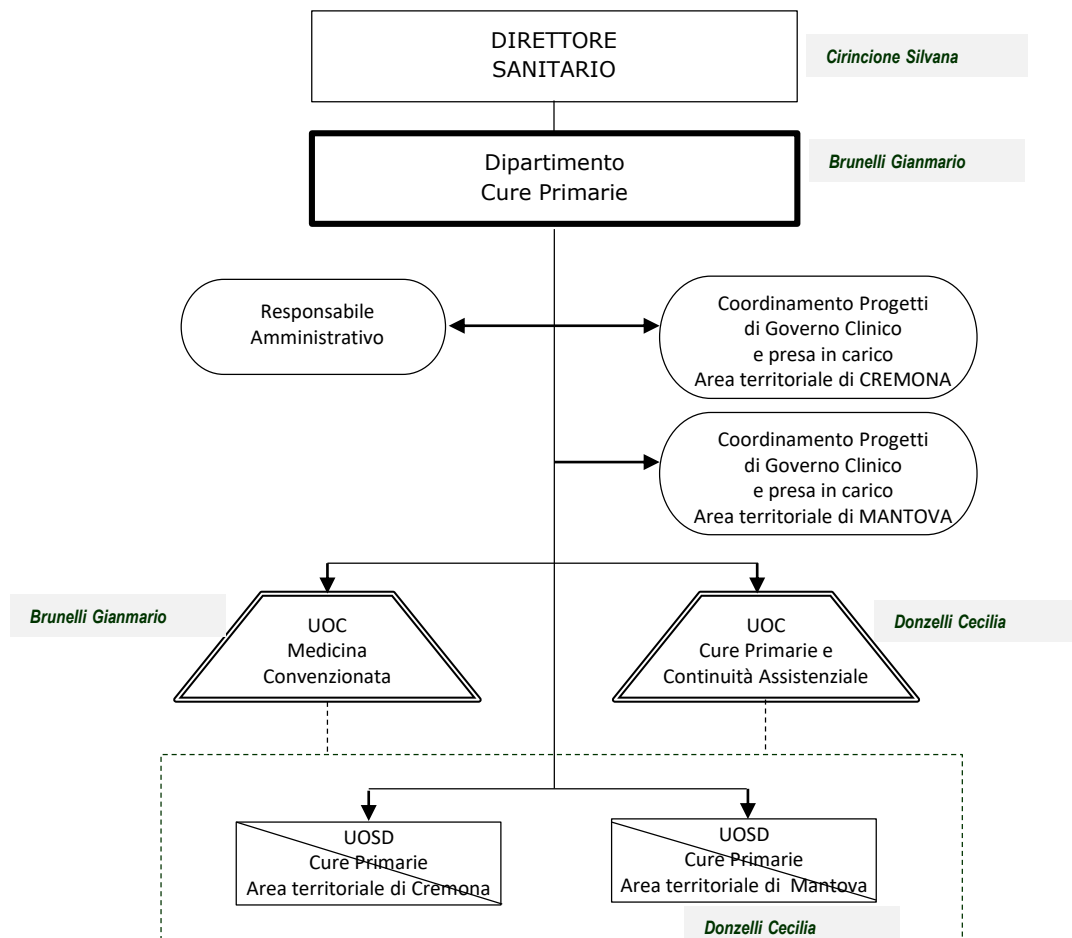 DIRETTORE
SANITARIO
Cirincione Silvana
Dipartimento
Cure Primarie
Brunelli Gianmario
Responsabile
Amministrativo
Coordinamento Progetti
di Governo Clinico
e presa in carico
Area territoriale di CREMONA
Coordinamento Progetti
di Governo Clinico
e presa in carico
Area territoriale di MANTOVA
Brunelli Gianmario
UOC
Medicina
Convenzionata
UOC
Cure Primarie e
Continuità Assistenziale
Donzelli Cecilia
UOSD
Cure Primarie
Area territoriale di Cremona
UOSD
Cure Primarie
Area territoriale di Mantova
Donzelli Cecilia